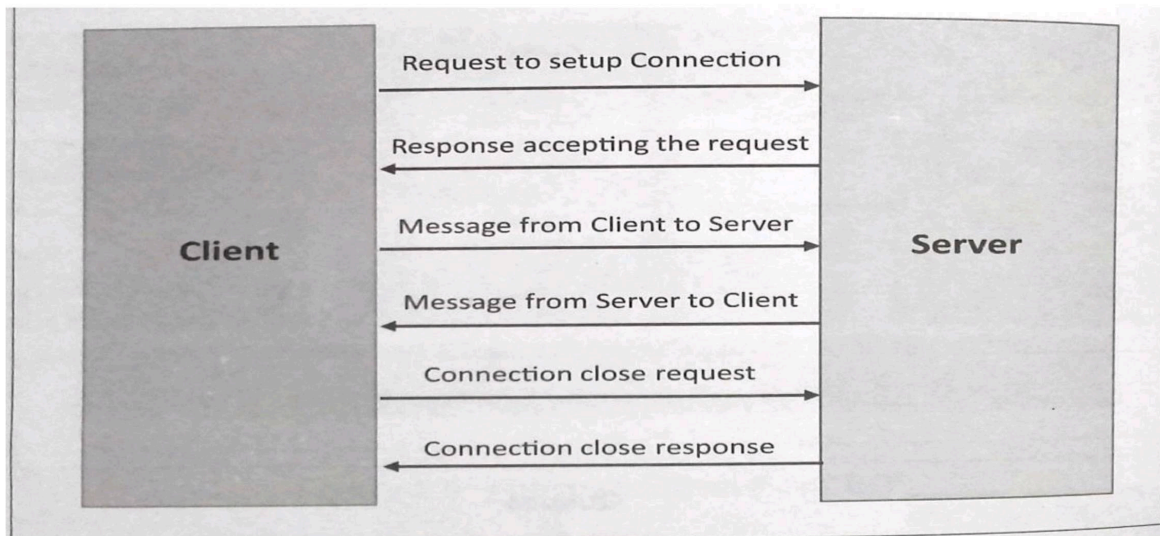 Request to setup Connection
Response accepting the request
Message from Client to Server
Client
Server
Message from Server to Client
Connection close request
Connection close response